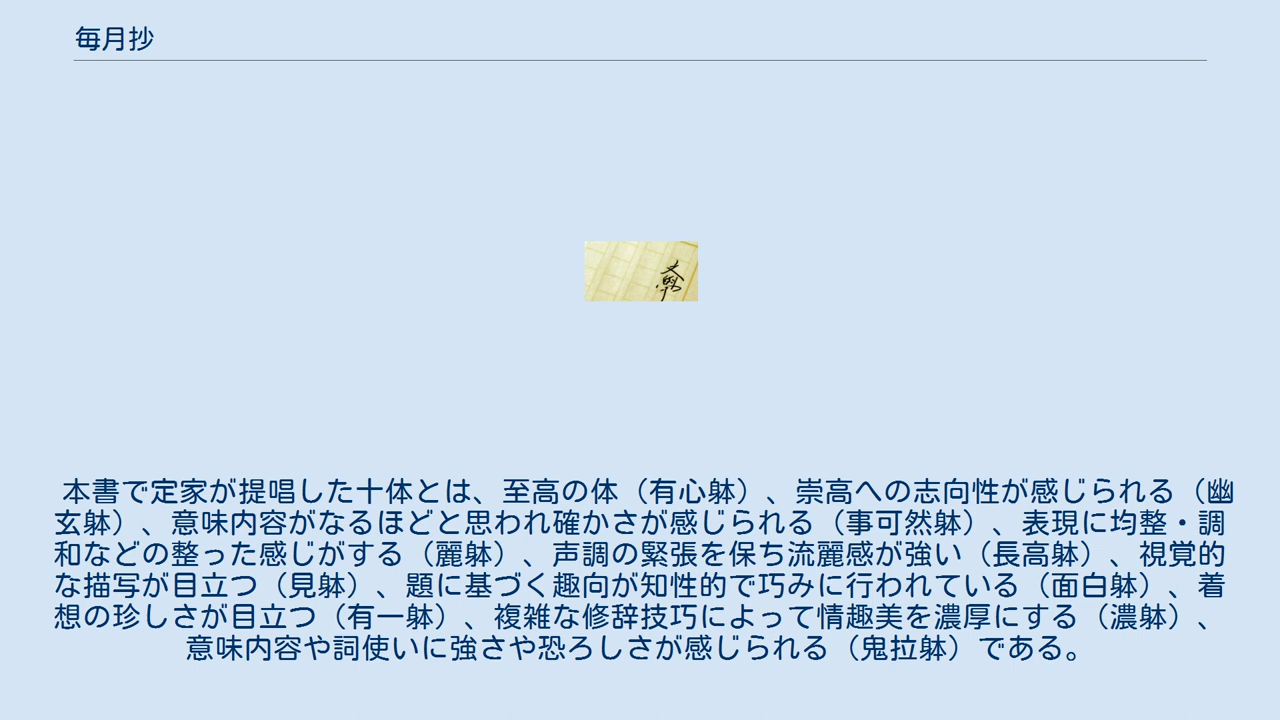 毎月抄
本書で定家が提唱した十体とは、至高の体（有心躰）、崇高への志向性が感じられる（幽
玄躰）、意味内容がなるほどと思われ確かさが感じられる（事可然躰）、表現に均整・調
和などの整った感じがする（麗躰）、声調の緊張を保ち流麗感が強い（長高躰）、視覚的
な描写が目立つ（見躰）、題に基づく趣向が知性的で巧みに行われている（面白躰）、着
想の珍しさが目立つ（有一躰）、複雑な修辞技巧によって情趣美を濃厚にする（濃躰）、
意味内容や詞使いに強さや恐ろしさが感じられる（鬼拉躰）である。